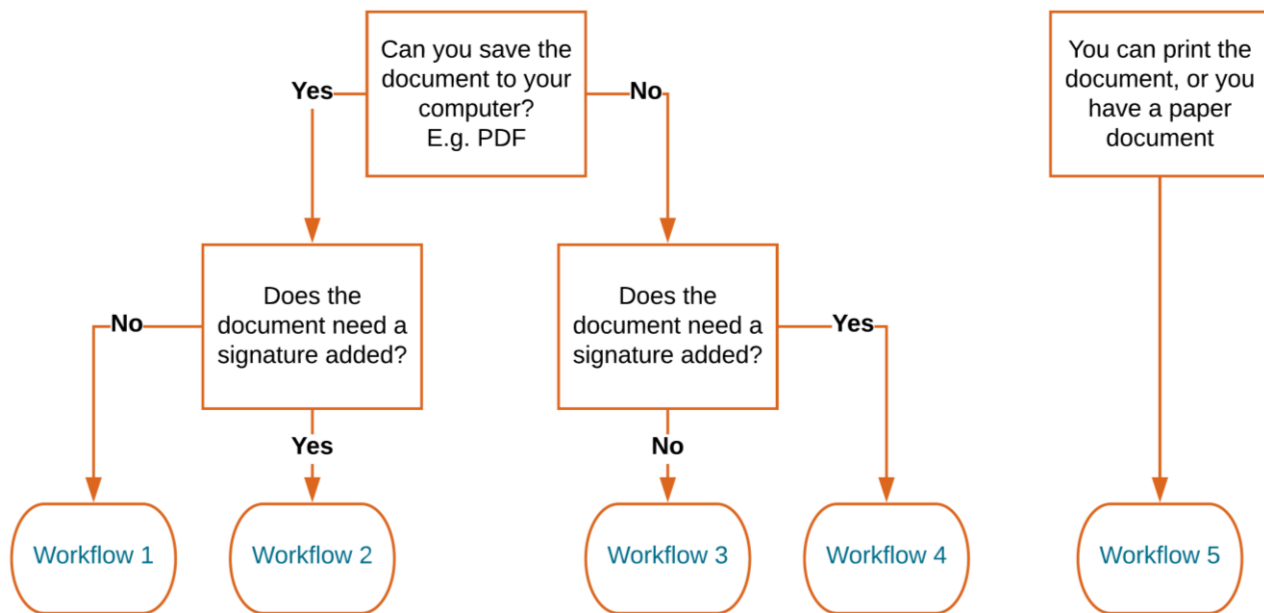 Can you save the
document to your
computer?
E.g. PDF
Yes
No
You can print the
document, or you
have a paper
document
Does the
document need a
signature added?
No
Yes
Does the
document need a
signature added?
Yes
No
Workflow 1
Workflow 2
Workflow 3
Workflow 4
Workflow 5